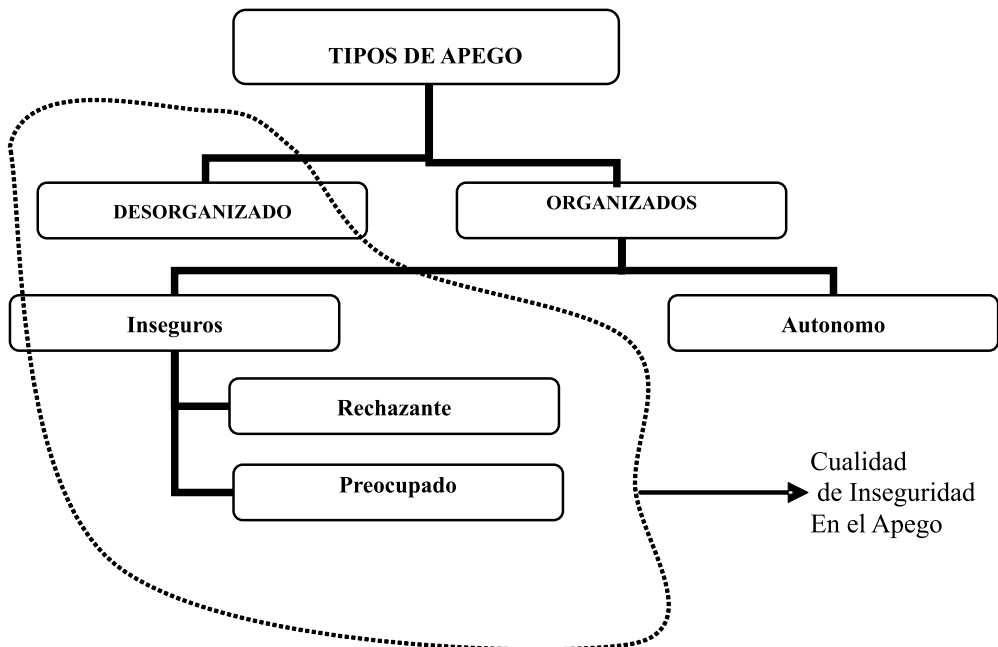 TIPOS DE APEGO
DESORGANIZADO
ORGANIZADOS
Inseguros
Autonomo
Rechazante
Preocupado
Cualidad
de Inseguridad
En el Apego